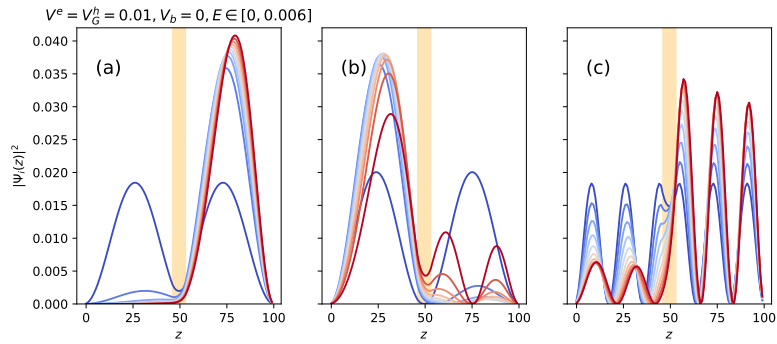 V^e = V_G^h = 0.01, V_b = 0, E ∈ [0, 0.006]
(a) (b) (c)
|Ψ_i(z)|^2
0.040
0.035
0.030
0.025
0.020
0.015
0.010
0.005
0.000
0 25 50 75 100 0 25 50 75 100 0 25 50 75 100
z z z